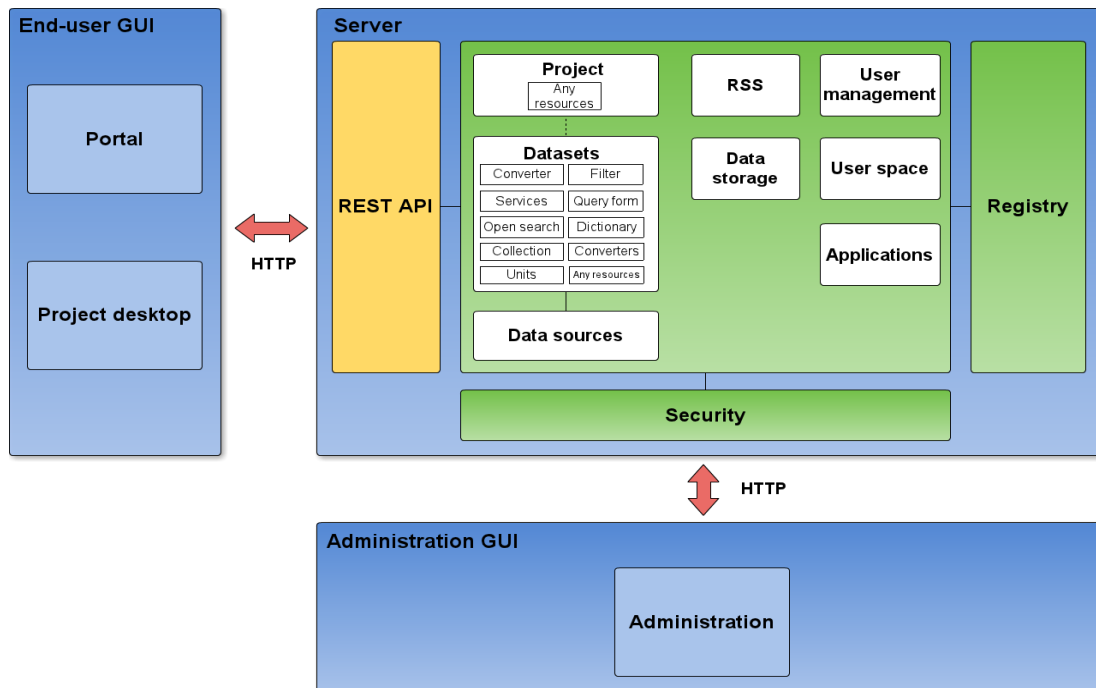 End-user GUI
Portal
Project desktop
HTTP
Server
REST API
Project
Any
resources
Datasets
Converter
Filter
Services
Query form
Open search
Dictionary
Collection
Converters
Units
Any resources
Data sources
RSS
User
management
Data
storage
User space
Applications
Registry
Security
HTTP
Administration GUI
Administration